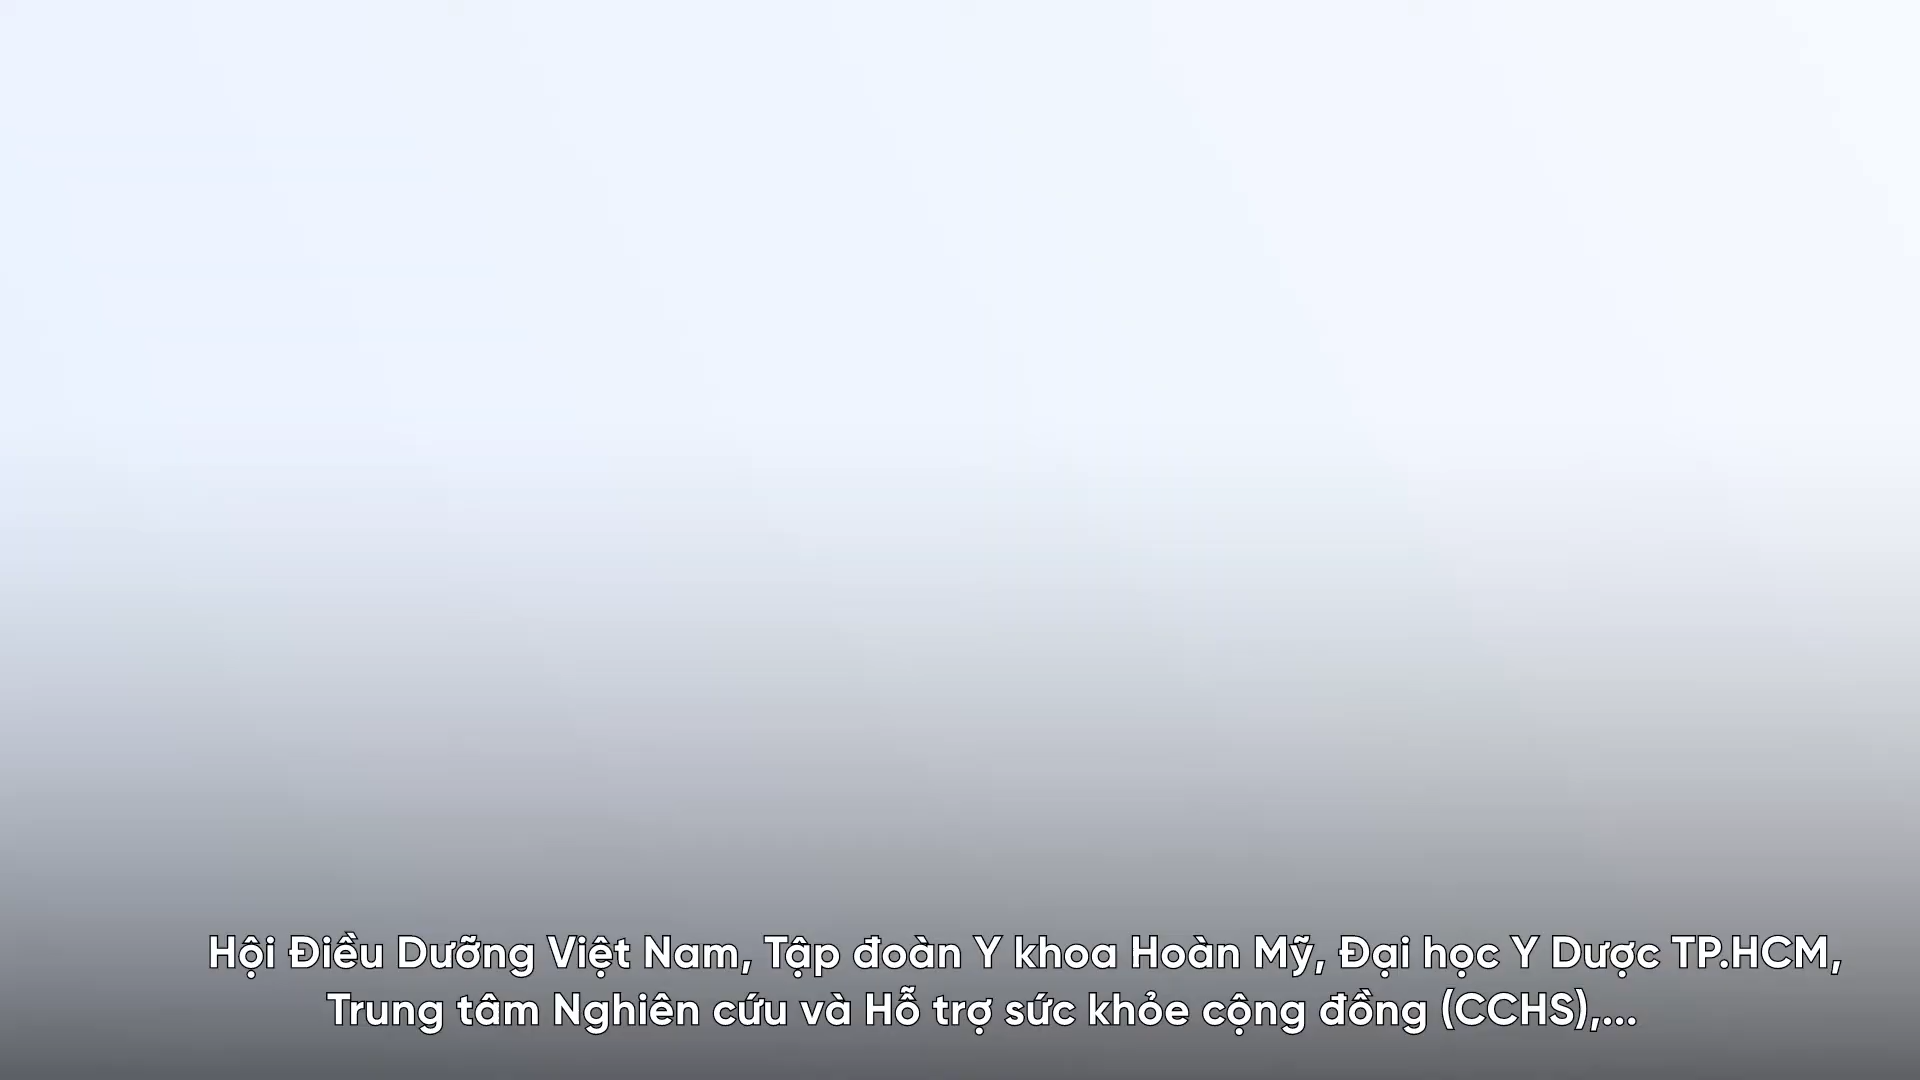 Hội Điều Dưỡng Việt Nam, Tập đoàn Y khoa Hoàn Mỹ, Đại học Y Dược TP.HCM,
Trung tâm Nghiên cứu và Hỗ trợ sức khỏe cộng đồng (CCHS),...